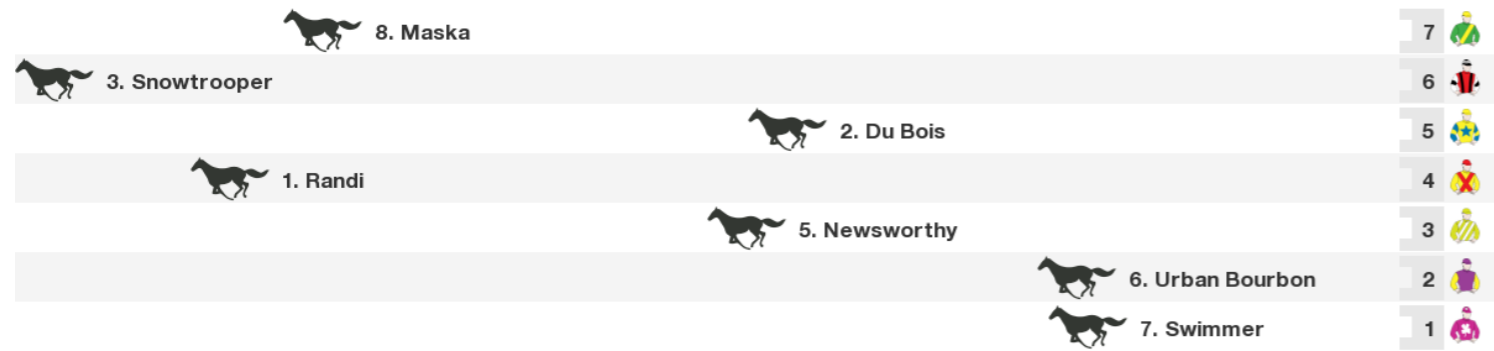 8. Maska 7
3. Snowtrooper 6
2. Du Bois 5
1. Randi 4
5. Newsworthy 3
6. Urban Bourbon 2
7. Swimmer 1